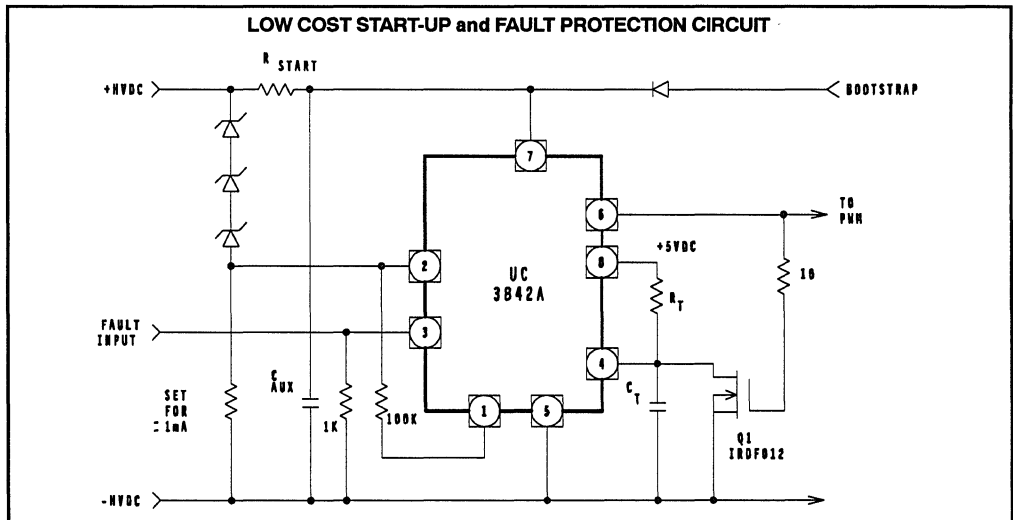 LOW COST START-UP and FAULT PROTECTION CIRCUIT
R START
+HVDC
BOOTSTRAP
7
6
TO
PWM
+5VDC
8
2
UC
3842A
10
R T
FAULT
INPUT
3
4
C AUX
C T
SET
FOR
≈ 1mA
1K
100K
1
5
Q1
IRDF012
-HVDC